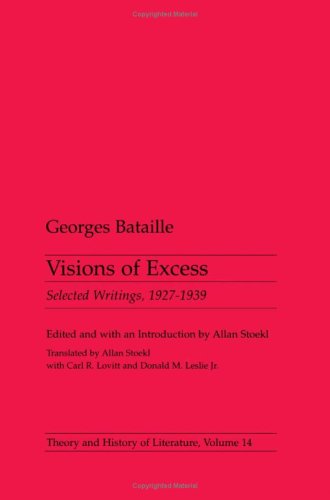 Georges Bataille
Visions of Excess
Selected Writings, 1927-1939
Edited and with an Introduction by Allan Stoekl
Translated by Allan Stoekl
with Carl R. Lovitt and Donald M. Leslie Jr.
Theory and History of Literature, Volume 14